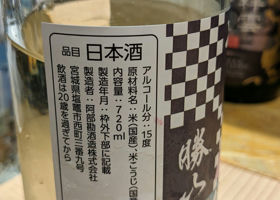 品目 日本酒
アルコール分：15度
原材料名：米(国産)、米こうじ(国産米)
内容量：720ml
製造年月：枠外下部に記載
製造者：阿部勘酒造株式会社
宮城県塩竈市西町三番九号
飲酒は20歳を過ぎてから
勝